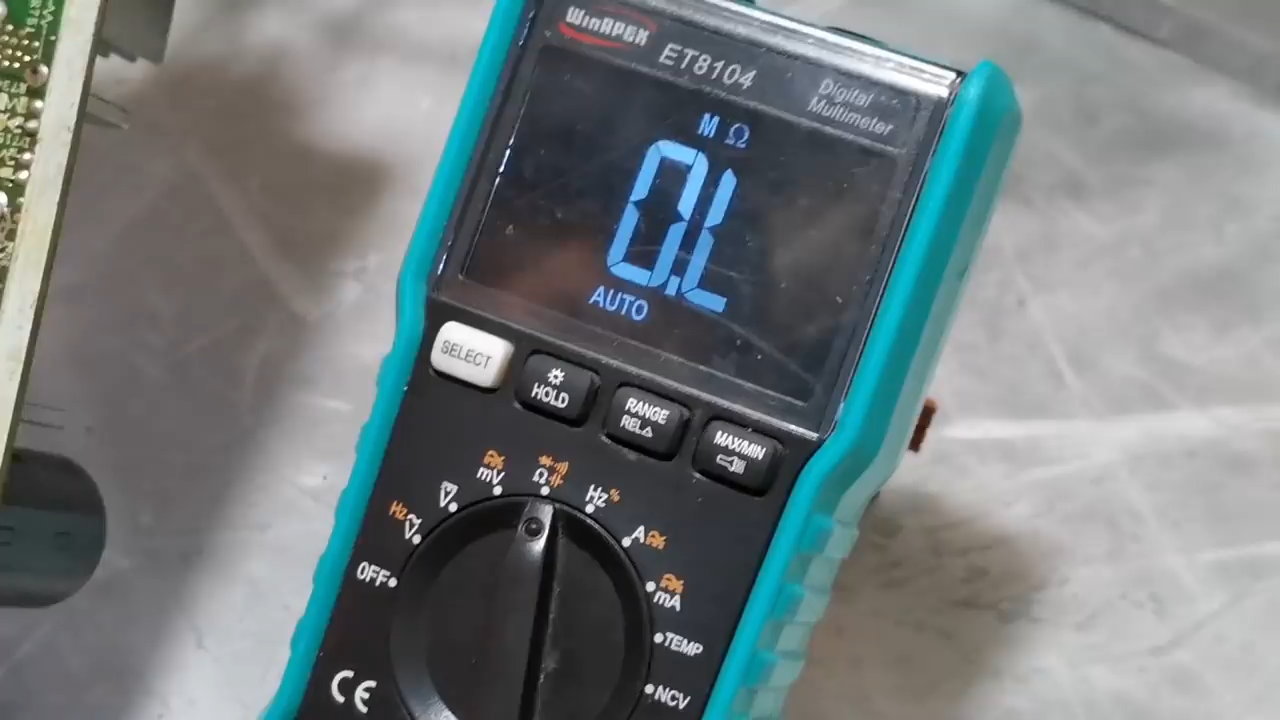 WinAPEX
ET8104
Digital
Multimeter
MΩ
0.L
AUTO
SELECT
HOLD
RANGE
REL△
MAX/MIN
mV
Ω
Hz%
V
Hz
V
A
OFF
mA
TEMP
NCV
CE